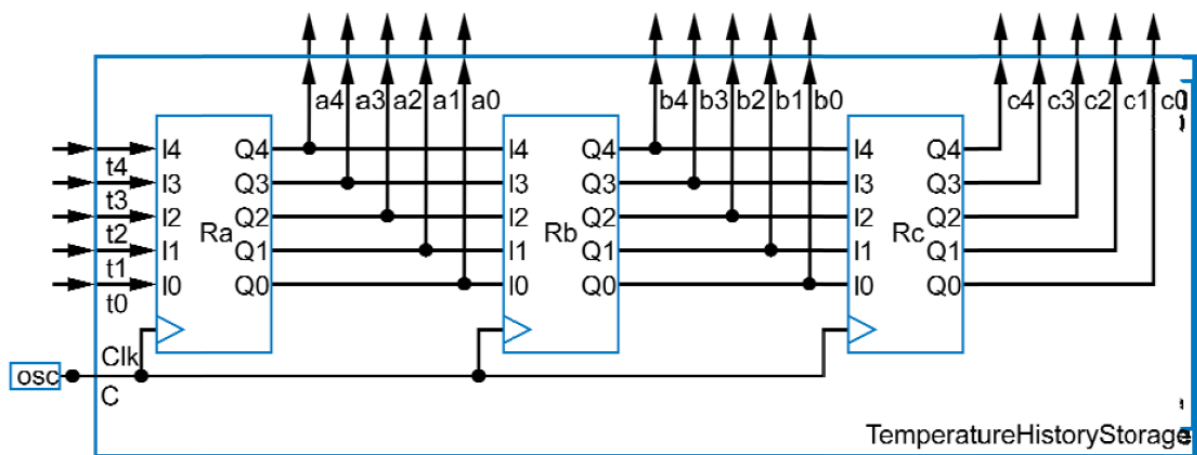 a4 a3 a2 a1 a0 b4 b3 b2 b1 b0 c4 c3 c2 c1 c0
I4 Q4 I4 Q4 I4 Q4
t4
I3 Q3 I3 Q3 I3 Q3
t3
I2 Q2 I2 Q2 I2 Q2
Ra Rb Rc
t2
I1 Q1 I1 Q1 I1 Q1
t1
I0 Q0 I0 Q0 I0 Q0
t0
Clk
osc
C
TemperatureHistoryStorage